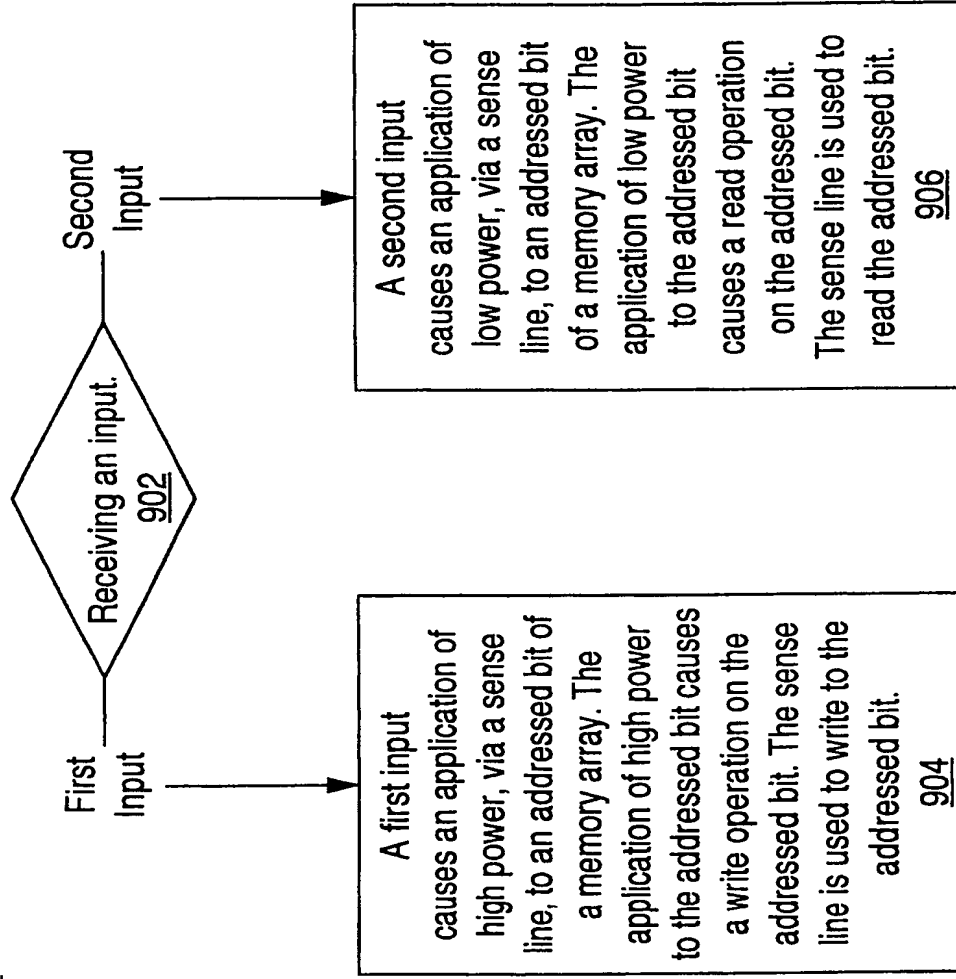 Receiving an input.
902
First
Input
Second
Input
A first input
causes an application of
high power, via a sense
line, to an addressed bit of
a memory array. The
application of high power
to the addressed bit causes
a write operation on the
addressed bit. The sense
line is used to write to the
addressed bit.
904
A second input
causes an application of
low power, via a sense
line, to an addressed bit
of a memory array. The
application of low power
to the addressed bit
causes a read operation
on the addressed bit.
The sense line is used to
read the addressed bit.
906